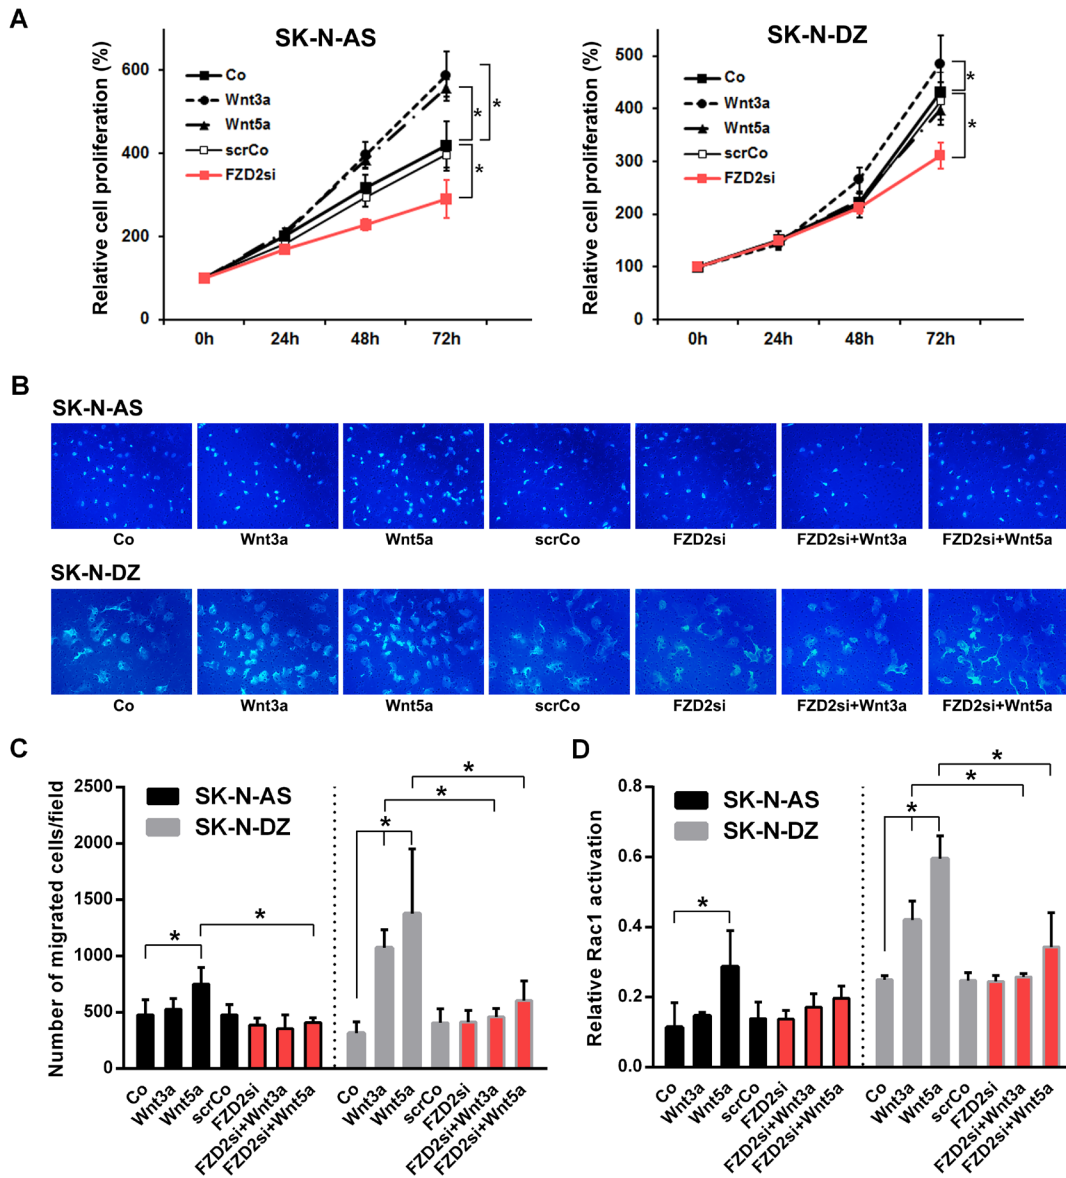 A
SK-N-AS
Relative cell proliferation (%)
600
400
200
0
Co
Wnt3a
Wnt5a
scrCo
FZD2si
*
*
*
0h 24h 48h 72h
SK-N-DZ
Relative cell proliferation (%)
500
400
300
200
100
0
Co
Wnt3a
Wnt5a
scrCo
FZD2si
*
*
0h 24h 48h 72h
B
SK-N-AS
Co Wnt3a Wnt5a scrCo FZD2si FZD2si+Wnt3a FZD2si+Wnt5a
SK-N-DZ
Co Wnt3a Wnt5a scrCo FZD2si FZD2si+Wnt3a FZD2si+Wnt5a
C
Number of migrated cells/field
2500
2000
1500
1000
500
0
SK-N-AS
SK-N-DZ
*
*
*
*
*
Co Wnt3a Wnt5a scrCo FZD2si FZD2si+Wnt3a FZD2si+Wnt5a
Co Wnt3a Wnt5a scrCo FZD2si FZD2si+Wnt3a FZD2si+Wnt5a
D
Relative Rac1 activation
0.8
0.6
0.4
0.2
0.0
SK-N-AS
SK-N-DZ
*
*
*
*
Co Wnt3a Wnt5a scrCo FZD2si FZD2si+Wnt3a FZD2si+Wnt5a
Co Wnt3a Wnt5a scrCo FZD2si FZD2si+Wnt3a FZD2si+Wnt5a